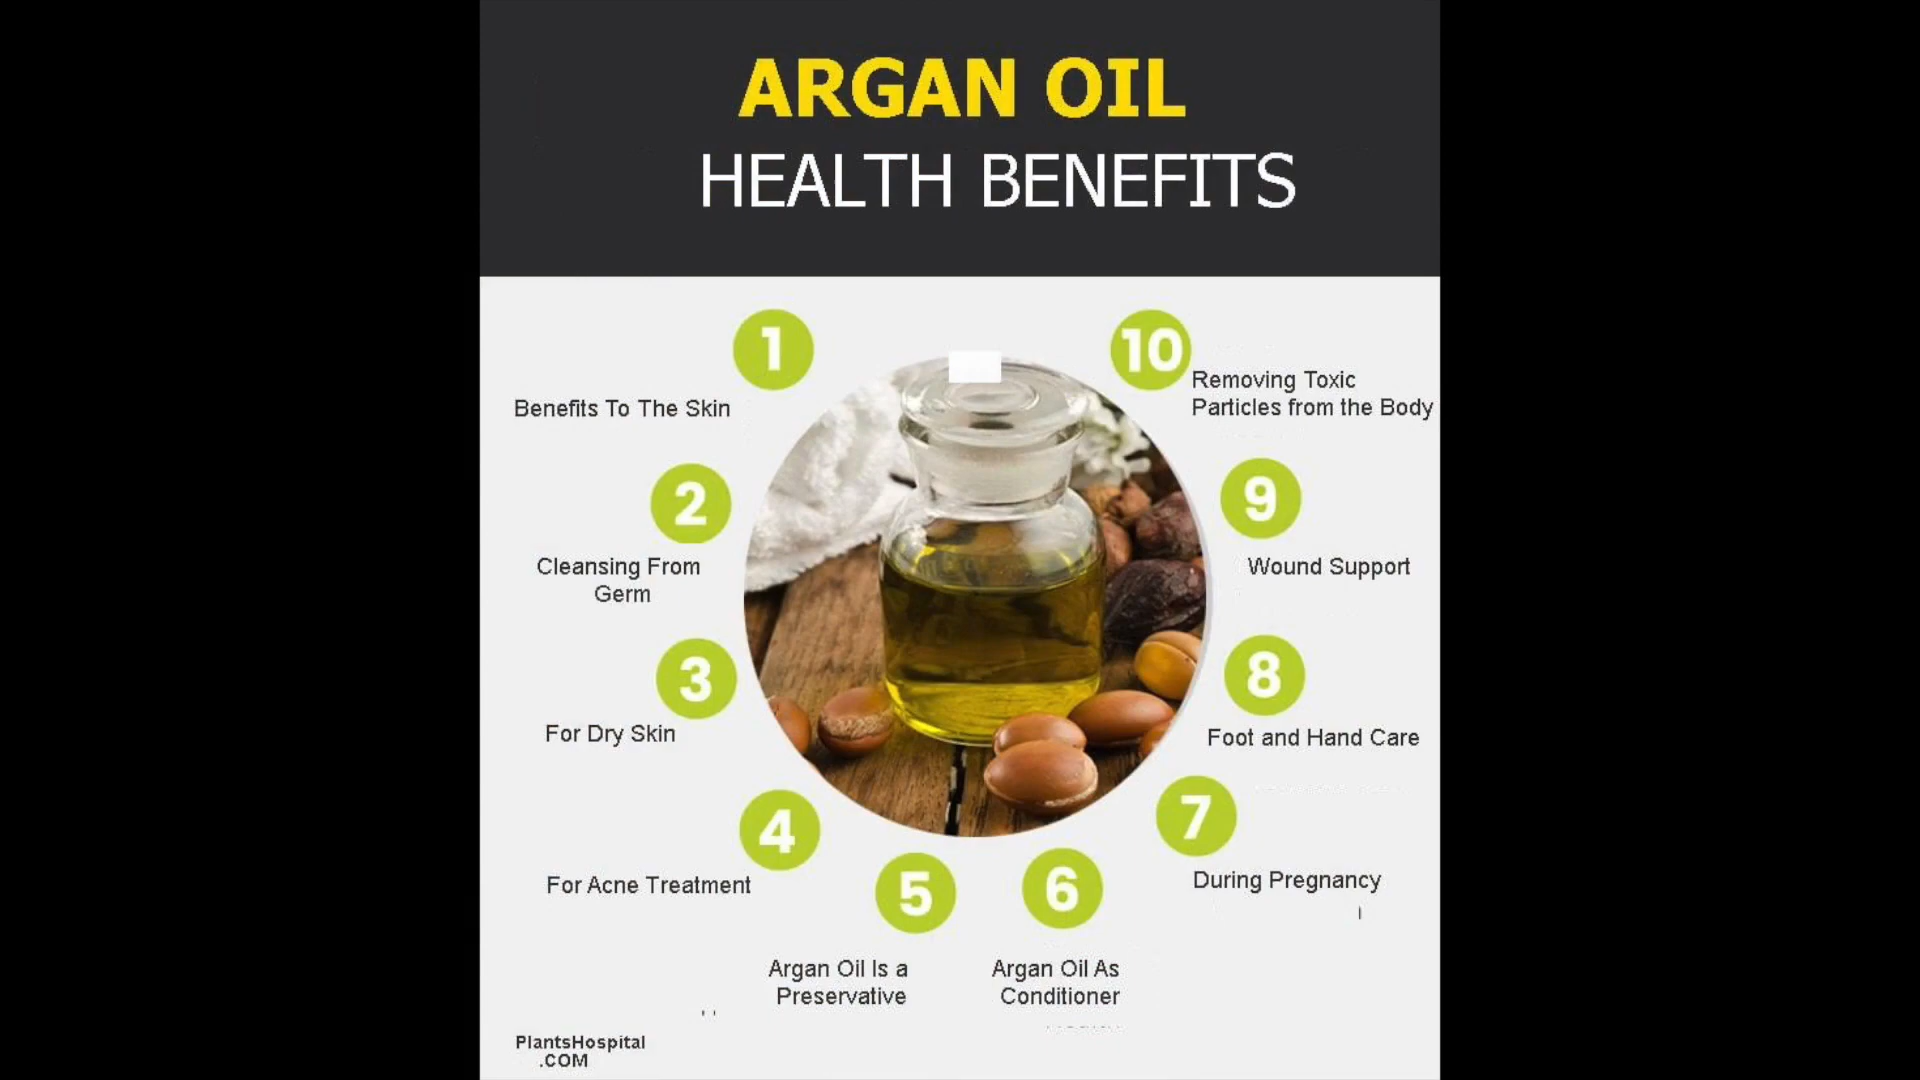 ARGAN OIL
HEALTH BENEFITS
1
Benefits To The Skin
2
Cleansing From
Germ
3
For Dry Skin
4
For Acne Treatment
5
Argan Oil Is a
Preservative
6
Argan Oil As
Conditioner
7
During Pregnancy
8
Foot and Hand Care
9
Wound Support
10
Removing Toxic
Particles from the Body
PlantsHospital
.COM